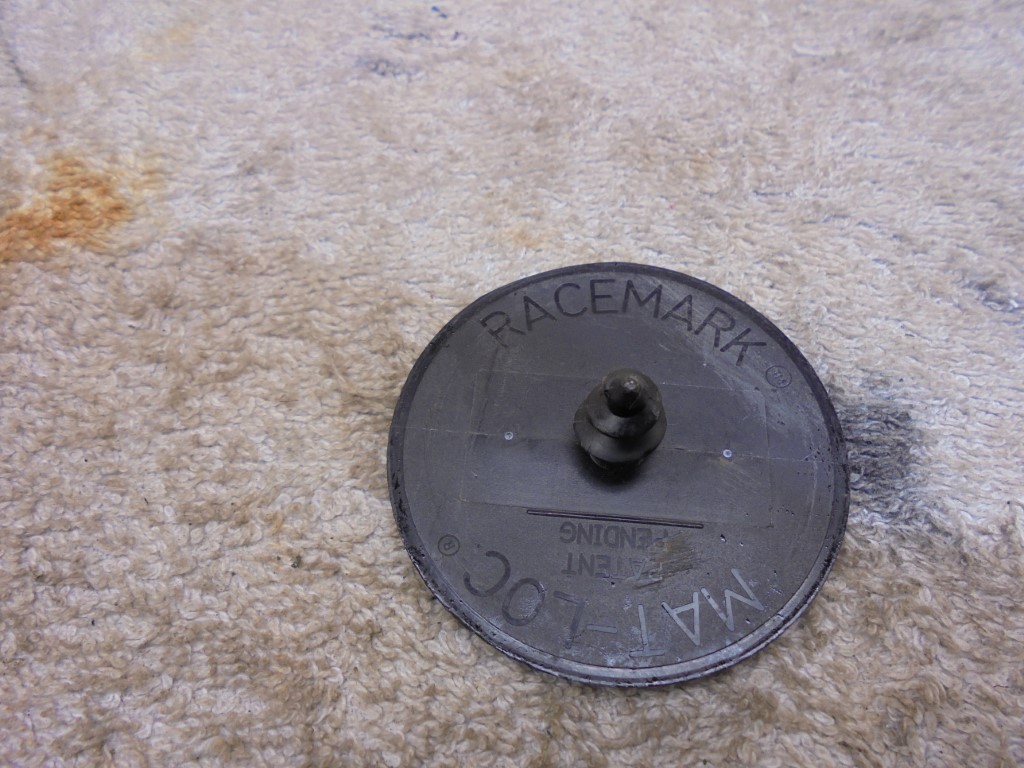 RACEMARK ®
PATENT
PENDING
MAT-LOC ®